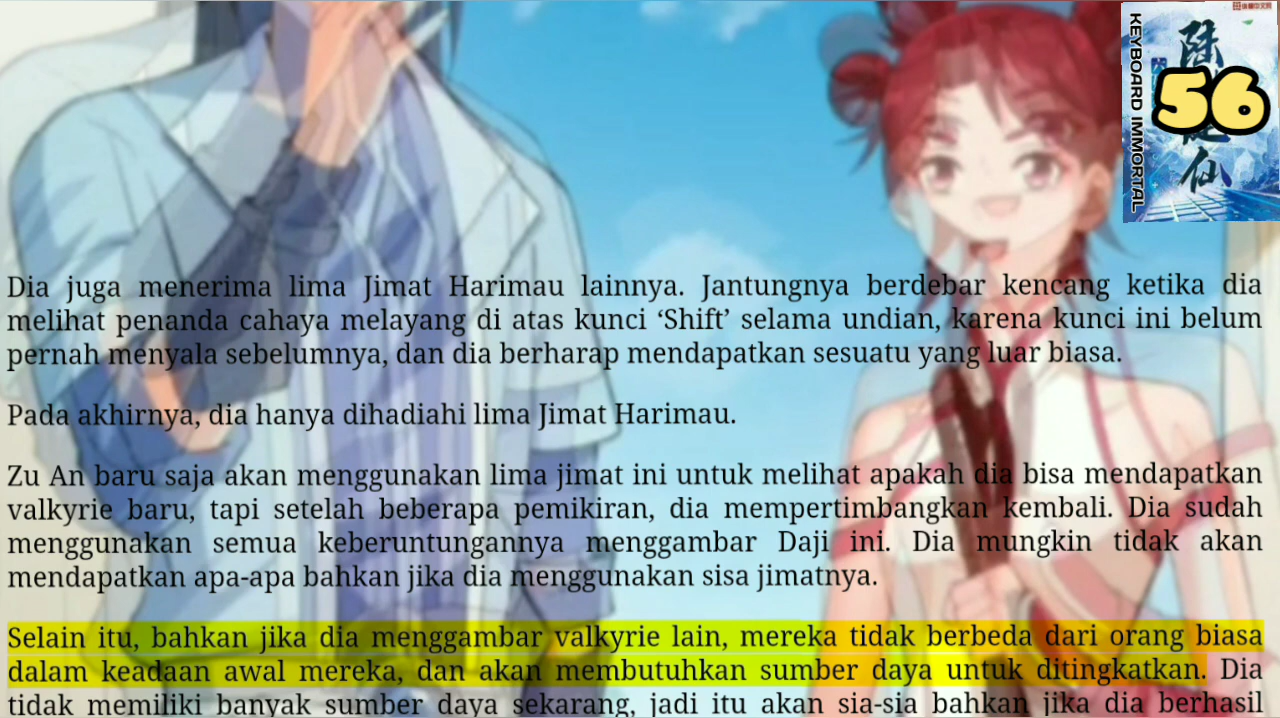 KEYBOARD IMMORTAL
56
仙
Dia juga menerima lima Jimat Harimau lainnya. Jantungnya berdebar kencang ketika dia
melihat penanda cahaya melayang di atas kunci ‘Shift’ selama undian, karena kunci ini belum
pernah menyala sebelumnya, dan dia berharap mendapatkan sesuatu yang luar biasa.
Pada akhirnya, dia hanya dihadiahi lima Jimat Harimau.
Zu An baru saja akan menggunakan lima jimat ini untuk melihat apakah dia bisa mendapatkan
valkyrie baru, tapi setelah beberapa pemikiran, dia mempertimbangkan kembali. Dia sudah
menggunakan semua keberuntungannya menggambar Daji ini. Dia mungkin tidak akan
mendapatkan apa-apa bahkan jika dia menggunakan sisa jimatnya.
Selain itu, bahkan jika dia menggambar valkyrie lain, mereka tidak berbeda dari orang biasa
dalam keadaan awal mereka, dan akan membutuhkan sumber daya untuk ditingkatkan. Dia
tidak memiliki banyak sumber daya sekarang, jadi itu akan sia-sia bahkan jika dia berhasil